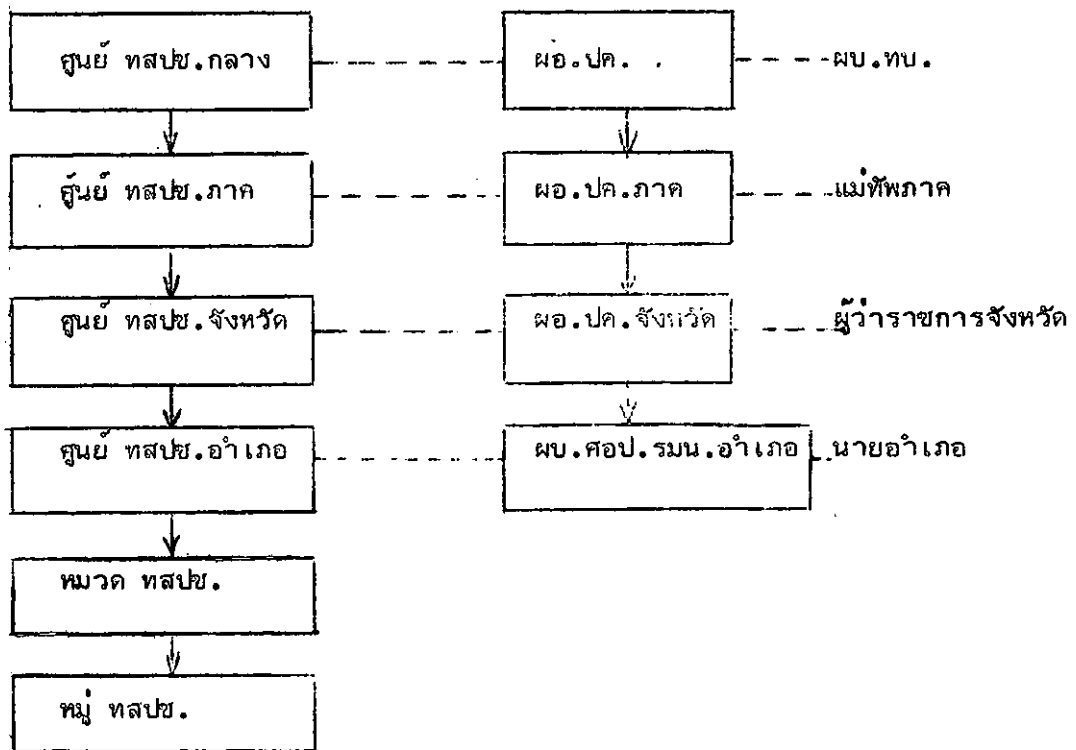 ศูนย์ ทสปช.กลาง ผอ.ปค. ผบ.ทบ.
ศูนย์ ทสปช.ภาค ผอ.ปค.ภาค แม่ทัพภาค
ศูนย์ ทสปช.จังหวัด ผอ.ปค.จังหวัด ผู้ว่าราชการจังหวัด
ศูนย์ ทสปช.อำเภอ ผบ.ศอป.รมน.อำเภอ นายอำเภอ
หมวด ทสปช.
หมู่ ทสปช.